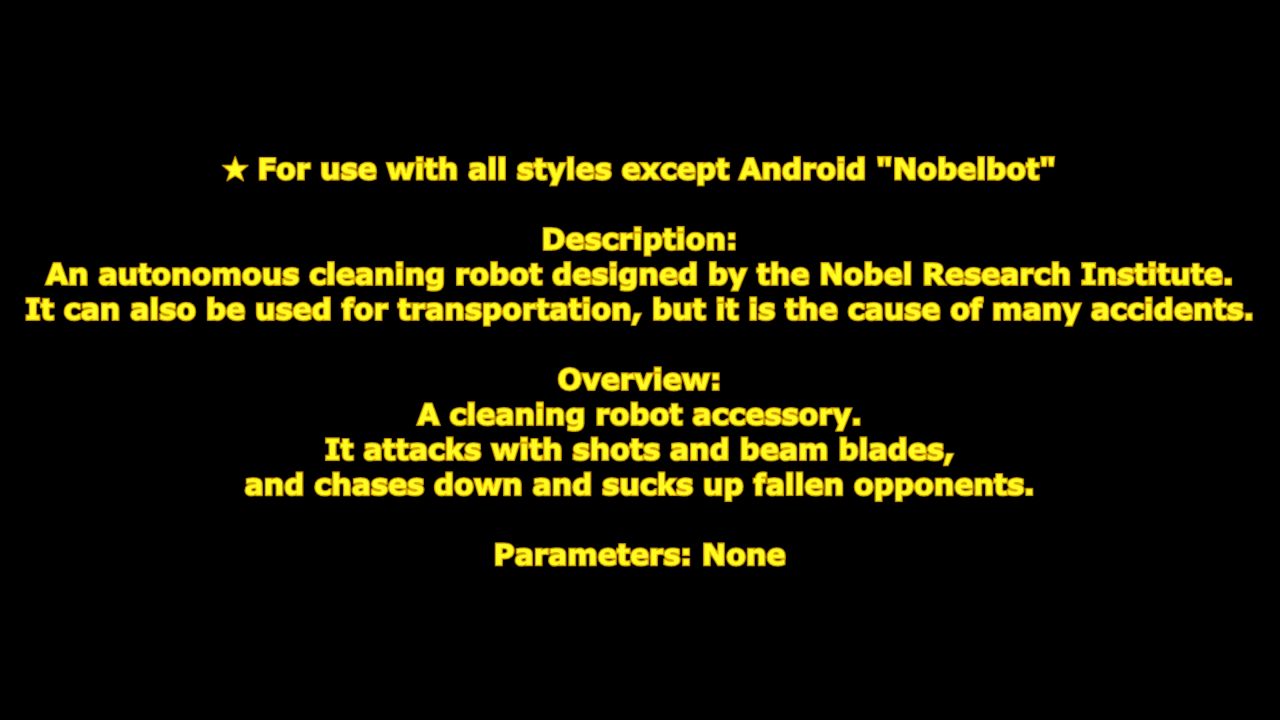 ★ For use with all styles except Android "Nobelbot"
Description:
An autonomous cleaning robot designed by the Nobel Research Institute.
It can also be used for transportation, but it is the cause of many accidents.
Overview:
A cleaning robot accessory.
It attacks with shots and beam blades,
and chases down and sucks up fallen opponents.
Parameters: None